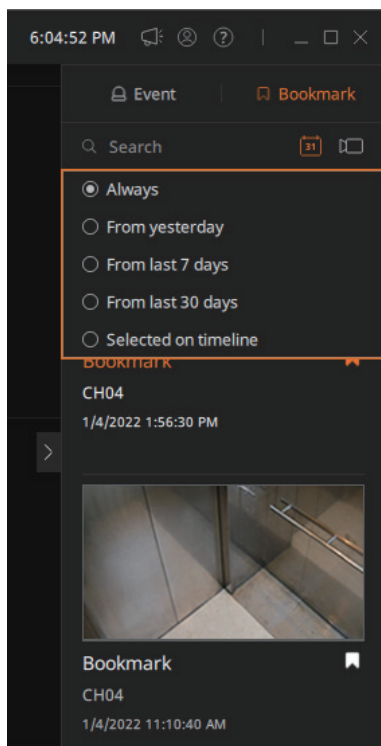 6:04:52 PM
Event
Bookmark
Search
31
Always
From yesterday
From last 7 days
From last 30 days
Selected on timeline
Bookmark
CH04
1/4/2022 1:56:30 PM
Bookmark
CH04
1/4/2022 11:10:40 AM